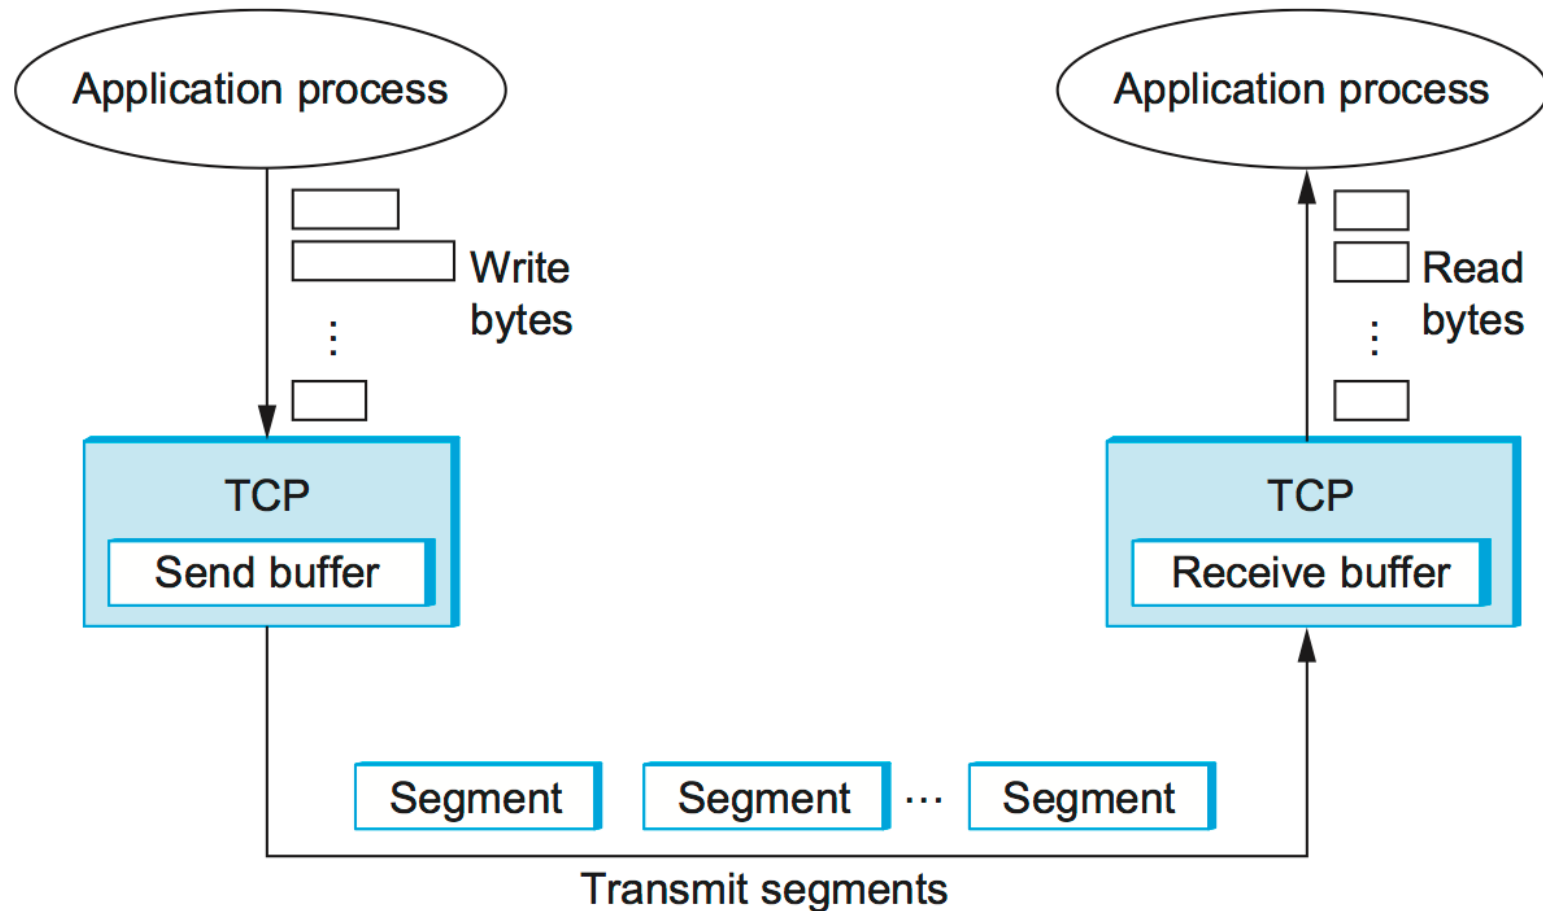 Application process
Application process
Write
bytes
Read
bytes
⋮
⋮
TCP
Send buffer
TCP
Receive buffer
Segment
Segment
...
Segment
Transmit segments